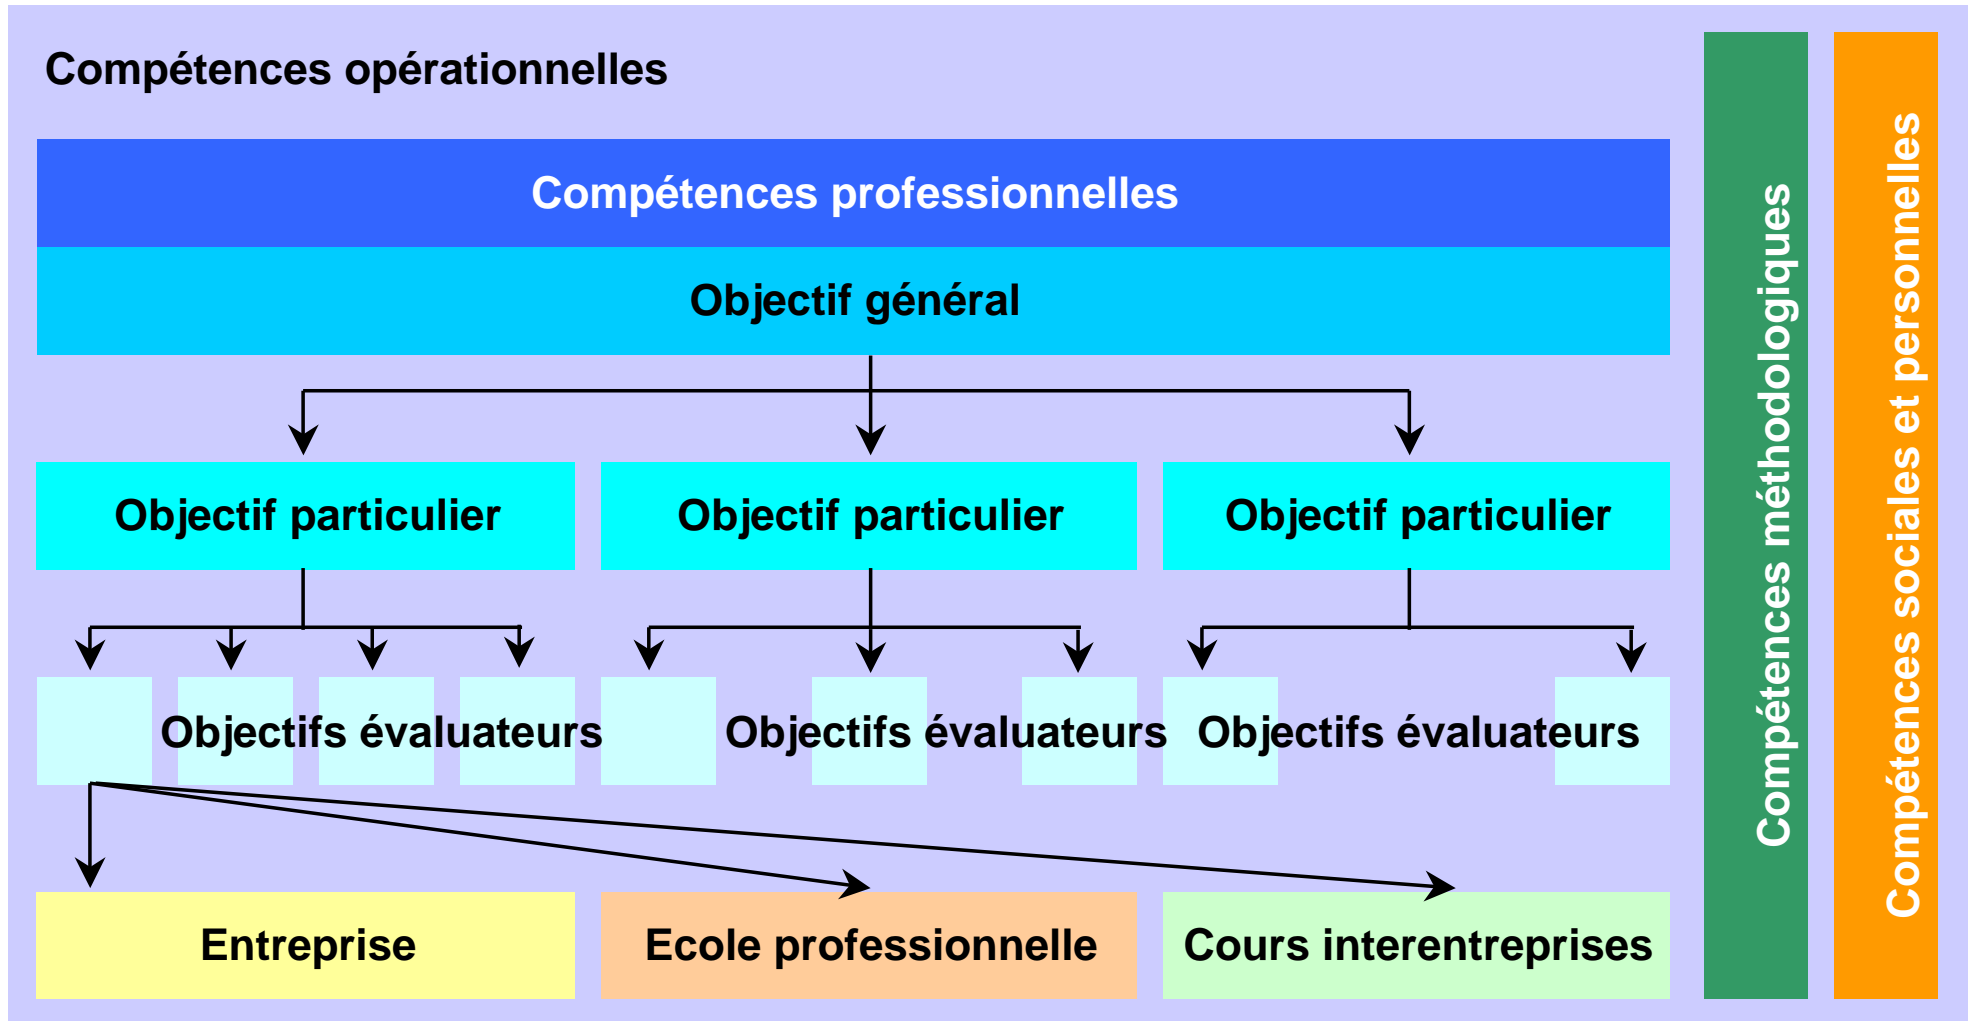 Compétences opérationnelles
Compétences professionnelles
Objectif général
Objectif particulier
Objectif particulier
Objectif particulier
Objectifs évaluateurs
Objectifs évaluateurs
Objectifs évaluateurs
Entreprise
Ecole professionnelle
Cours interentreprises
Compétences méthodologiques
Compétences sociales et personnelles